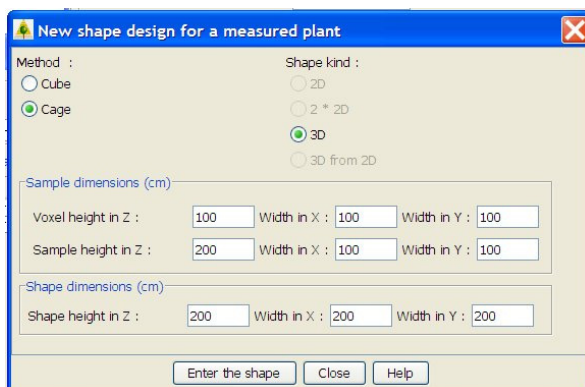 New shape design for a measured plant
Method : Shape kind :
Cube 2D
Cage 2 * 2D
3D
3D from 2D
Sample dimensions (cm)
Voxel height in Z : 100 Width in X : 100 Width in Y : 100
Sample height in Z : 200 Width in X : 100 Width in Y : 100
Shape dimensions (cm)
Shape height in Z : 200 Width in X : 200 Width in Y : 200
Enter the shape Close Help